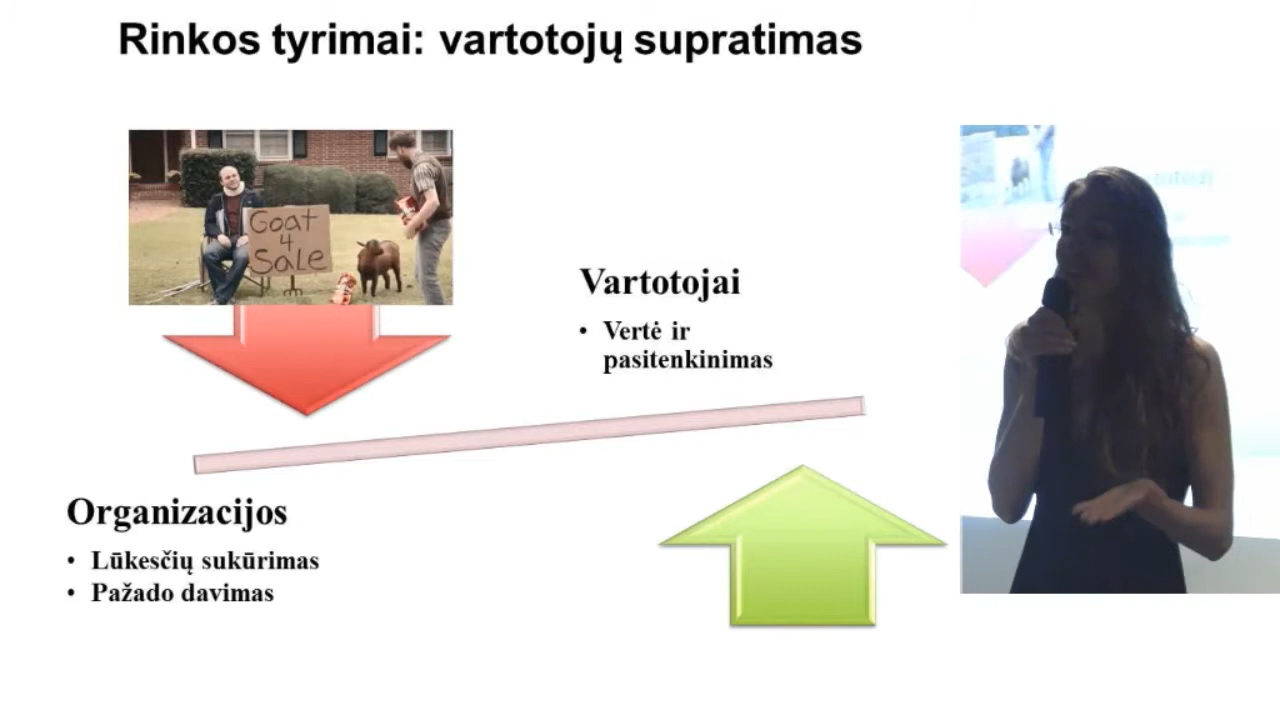 Rinkos tyrimai: vartotojų supratimas
Goat
4
Sale
Vartotojai
• Vertė ir
pasitenkinimas
Organizacijos
• Lūkesčių sukūrimas
• Pažado davimas